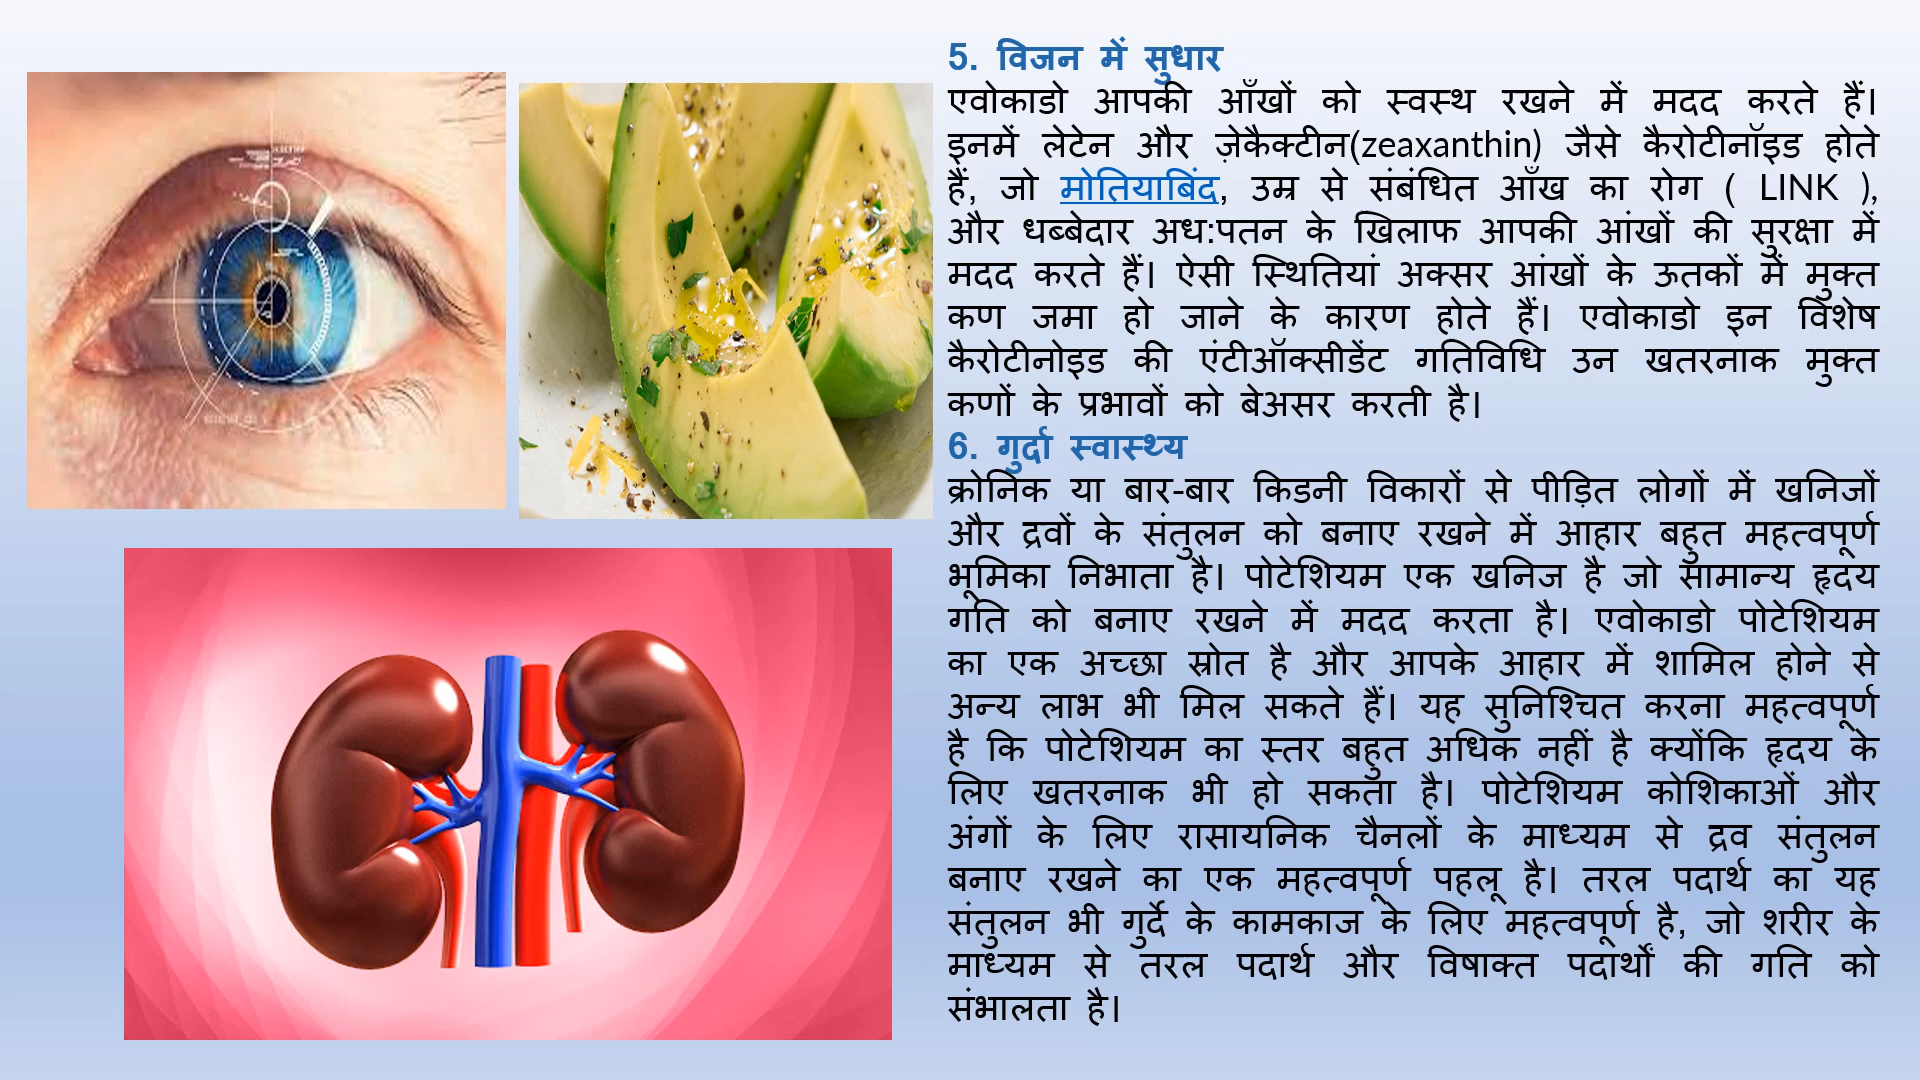 5. विजन में सुधार
एवोकाडो आपकी आँखों को स्वस्थ रखने में मदद करते हैं।
इनमें लेटेन और ज़ेकैक्टीन(zeaxanthin) जैसे कैरोटीनॉइड होते
हैं, जो मोतियाबिंद, उम्र से संबंधित आँख का रोग ( LINK ),
और धब्बेदार अध:पतन के खिलाफ आपकी आंखों की सुरक्षा में
मदद करते हैं। ऐसी स्थितियां अक्सर आंखों के ऊतकों में मुक्त
कण जमा हो जाने के कारण होते हैं। एवोकाडो इन विशेष
कैरोटीनोइड की एंटीऑक्सीडेंट गतिविधि उन खतरनाक मुक्त
कणों के प्रभावों को बेअसर करती है।
6. गुर्दा स्वास्थ्य
क्रोनिक या बार-बार किडनी विकारों से पीड़ित लोगों में खनिजों
और द्रवों के संतुलन को बनाए रखने में आहार बहुत महत्वपूर्ण
भूमिका निभाता है। पोटेशियम एक खनिज है जो सामान्य हृदय
गति को बनाए रखने में मदद करता है। एवोकाडो पोटेशियम
का एक अच्छा स्रोत है और आपके आहार में शामिल होने से
अन्य लाभ भी मिल सकते हैं। यह सुनिश्चित करना महत्वपूर्ण
है कि पोटेशियम का स्तर बहुत अधिक नहीं है क्योंकि हृदय के
लिए खतरनाक भी हो सकता है। पोटेशियम कोशिकाओं और
अंगों के लिए रासायनिक चैनलों के माध्यम से द्रव संतुलन
बनाए रखने का एक महत्वपूर्ण पहलू है। तरल पदार्थ का यह
संतुलन भी गुर्दे के कामकाज के लिए महत्वपूर्ण है, जो शरीर के
माध्यम से तरल पदार्थ और विषाक्त पदार्थों की गति को
संभालता है।